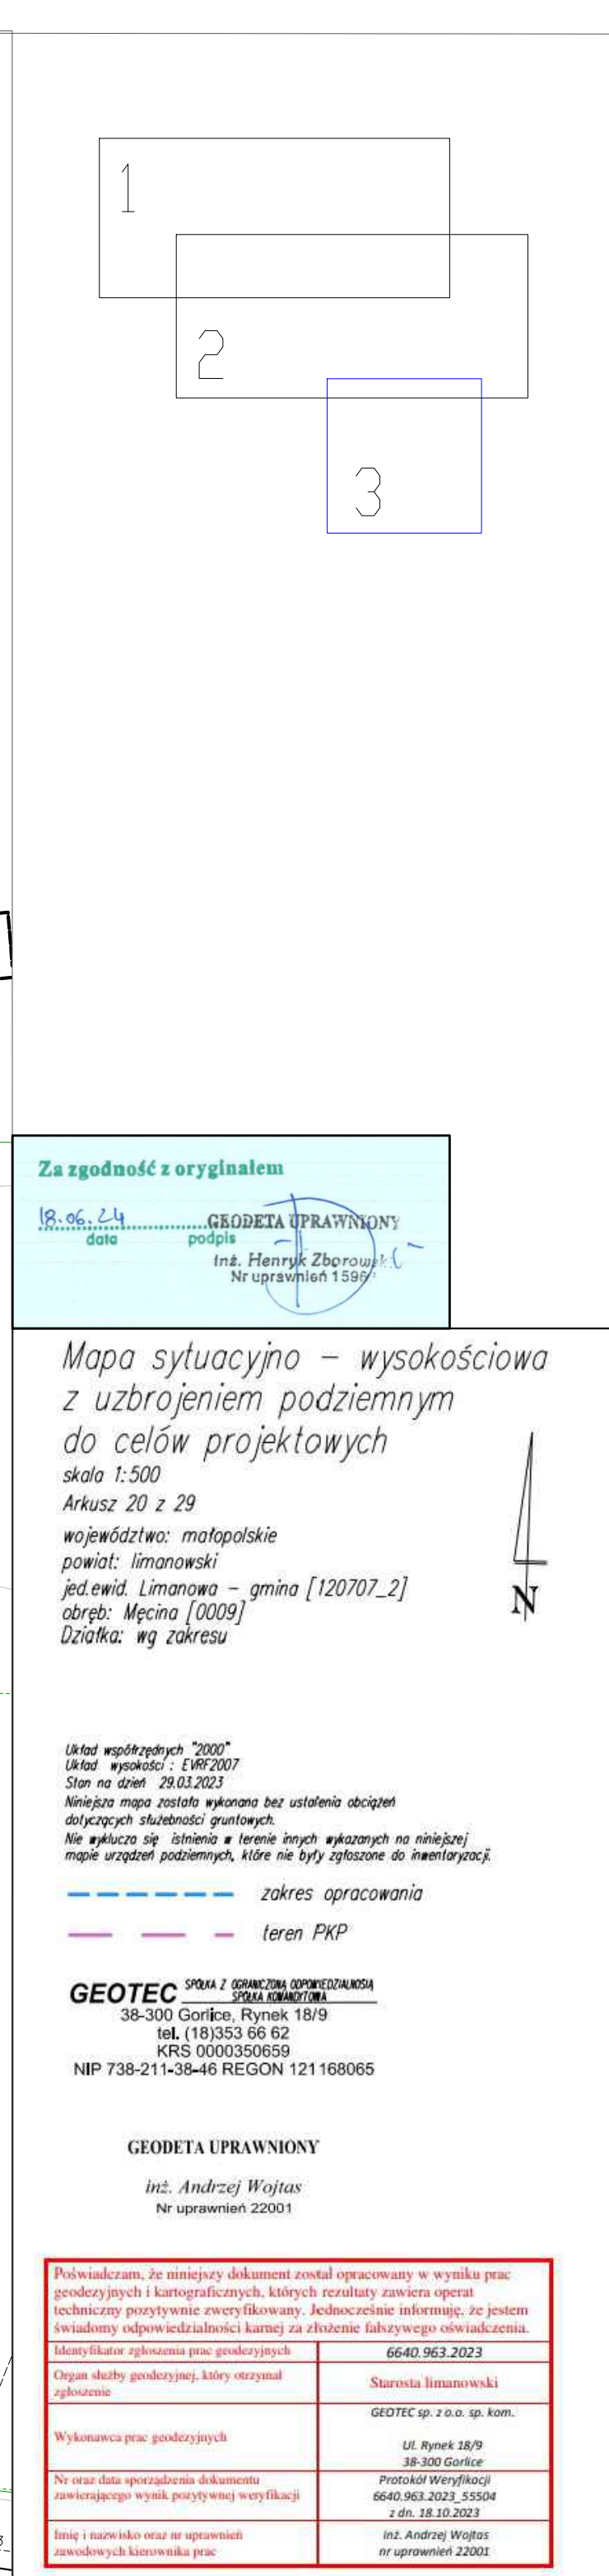 1
2
3
Za zgodność z oryginałem
18.06.24
GEODETA UPRAWNIONY
data podpis
inż. Henryk Zborowski
Nr uprawnień 1596
Mapa sytuacyjno – wysokościowa
z uzbrojeniem podziemnym
do celów projektowych
skala 1:500
Arkusz 20 z 29
województwo: małopolskie
powiat: limanowski
jed.ewid. Limanowa – gmina [120707_2]
obręb: Męcina [0009]
Działka: wg zakresu
N
Układ współrzędnych "2000"
Układ wysokości : EVRF2007
Stan na dzień 29.03.2023
Niniejsza mapa została wykonana bez ustalenia obciążeń
dotyczących służebności gruntowych.
Nie wyklucza się istnienia w terenie innych wykazanych na niniejszej
mapie urządzeń podziemnych, które nie były zgłoszone do inwentaryzacji.
zakres opracowania
teren PKP
GEOTEC SPÓŁKA Z OGRANICZONĄ ODPOWIEDZIALNOSIĄ
SPÓŁKA KOMANDYTOWA
38-300 Gorlice, Rynek 18/9
tel. (18)353 66 62
KRS 0000350659
NIP 738-211-38-46 REGON 121168065
GEODETA UPRAWNIONY
inż. Andrzej Wojtas
Nr uprawnień 22001
Poświadczam, że niniejszy dokument został opracowany w wyniku prac
geodezyjnych i kartograficznych, których rezultaty zawiera operat
techniczny pozytywnie zweryfikowany. Jednocześnie informuję, że jestem
świadomy odpowiedzialności karnej za złożenie fałszywego oświadczenia.
Identyfikator zgłoszenia prac geodezyjnych 6640.963.2023
Organ służby geodezyjnej, który otrzymał
zgłoszenie
Starosta limanowski
Wykonawca prac geodezyjnych
GEOTEC sp. z o.o. sp. kom.
Ul. Rynek 18/9
38-300 Gorlice
Nr oraz data sporządzenia dokumentu
zawierającego wynik pozytywnej weryfikacji
Protokół Weryfikacji
6640.963.2023_55504
z dn. 18.10.2023
Imię i nazwisko oraz nr uprawnień
zawodowych kierownika prac
inż. Andrzej Wojtas
nr uprawnień 22001
3